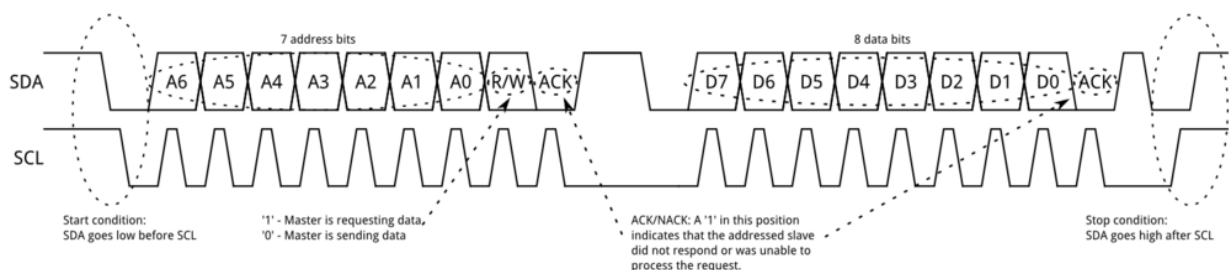 7 address bits
8 data bits
SDA A6 A5 A4 A3 A2 A1 A0 R/W ACK D7 D6 D5 D4 D3 D2 D1 D0 ACK
SCL
Start condition:
SDA goes low before SCL
'1' - Master is requesting data
'0' - Master is sending data
ACK/NACK: A '1' in this position
indicates that the addressed slave
did not respond or was unable to
process the request.
Stop condition:
SDA goes high after SCL